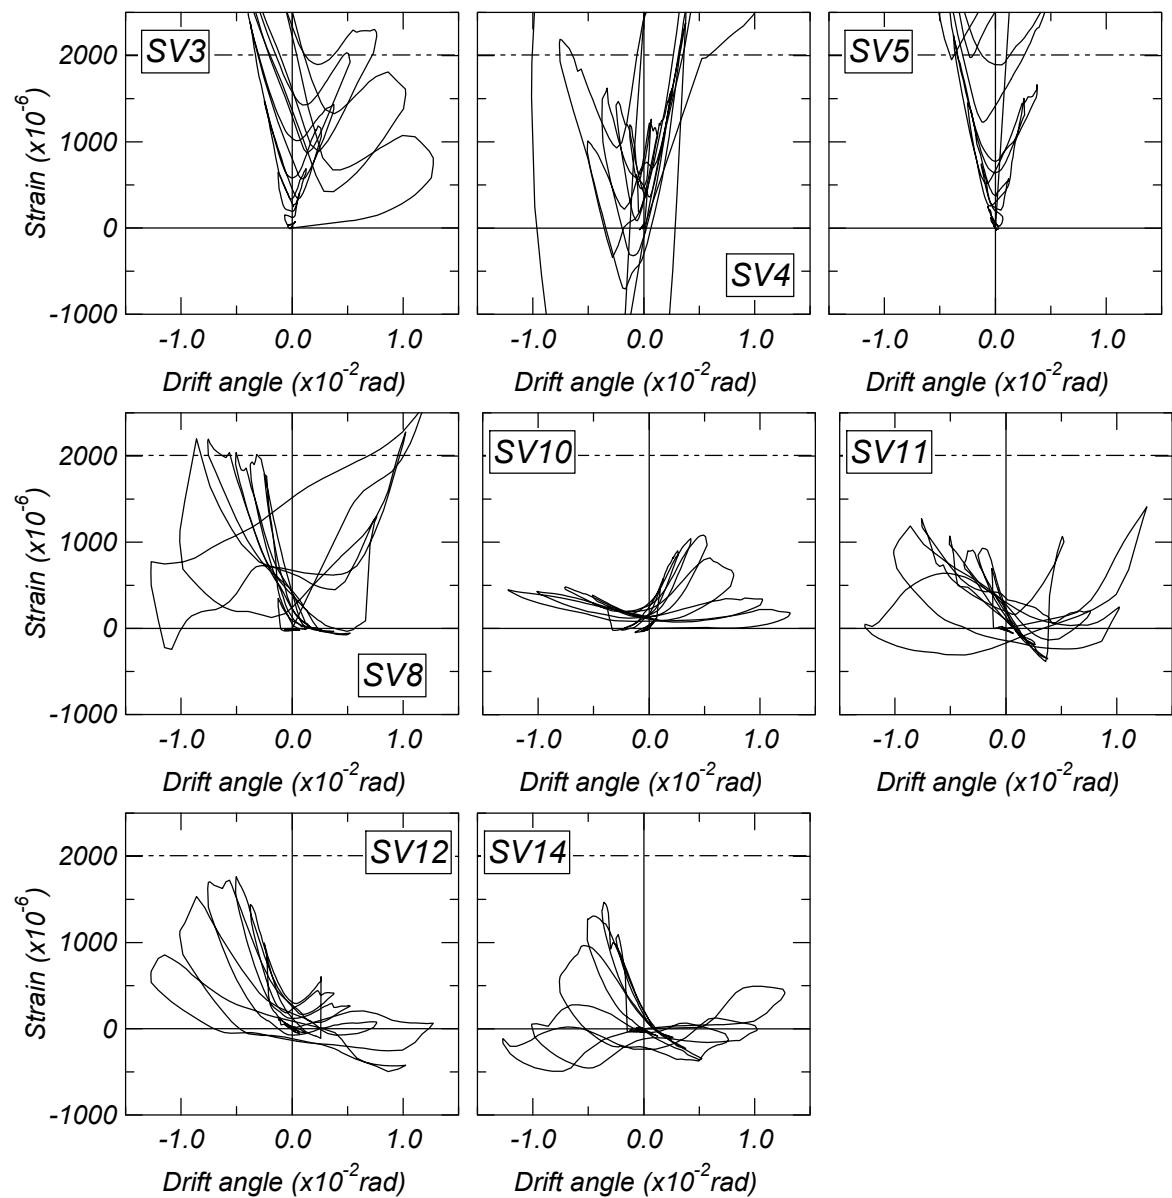 SV3
SV4
SV5
2000
1000
0
-1000
Strain (x10-6)
-1.0 0.0 1.0
-1.0 0.0 1.0
-1.0 0.0 1.0
Drift angle (x10-2rad)
Drift angle (x10-2rad)
Drift angle (x10-2rad)
SV8
SV10
SV11
2000
1000
0
-1000
Strain (x10-6)
-1.0 0.0 1.0
-1.0 0.0 1.0
-1.0 0.0 1.0
Drift angle (x10-2rad)
Drift angle (x10-2rad)
Drift angle (x10-2rad)
SV12
SV14
2000
1000
0
-1000
Strain (x10-6)
-1.0 0.0 1.0
-1.0 0.0 1.0
Drift angle (x10-2rad)
Drift angle (x10-2rad)